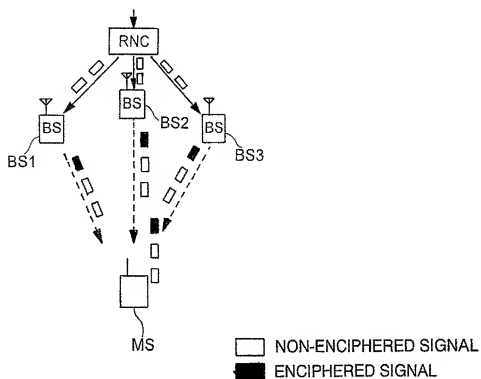 RNC
BS
BS1
BS
BS2
BS
BS3
MS
NON-ENCIPHERED SIGNAL
ENCIPHERED SIGNAL